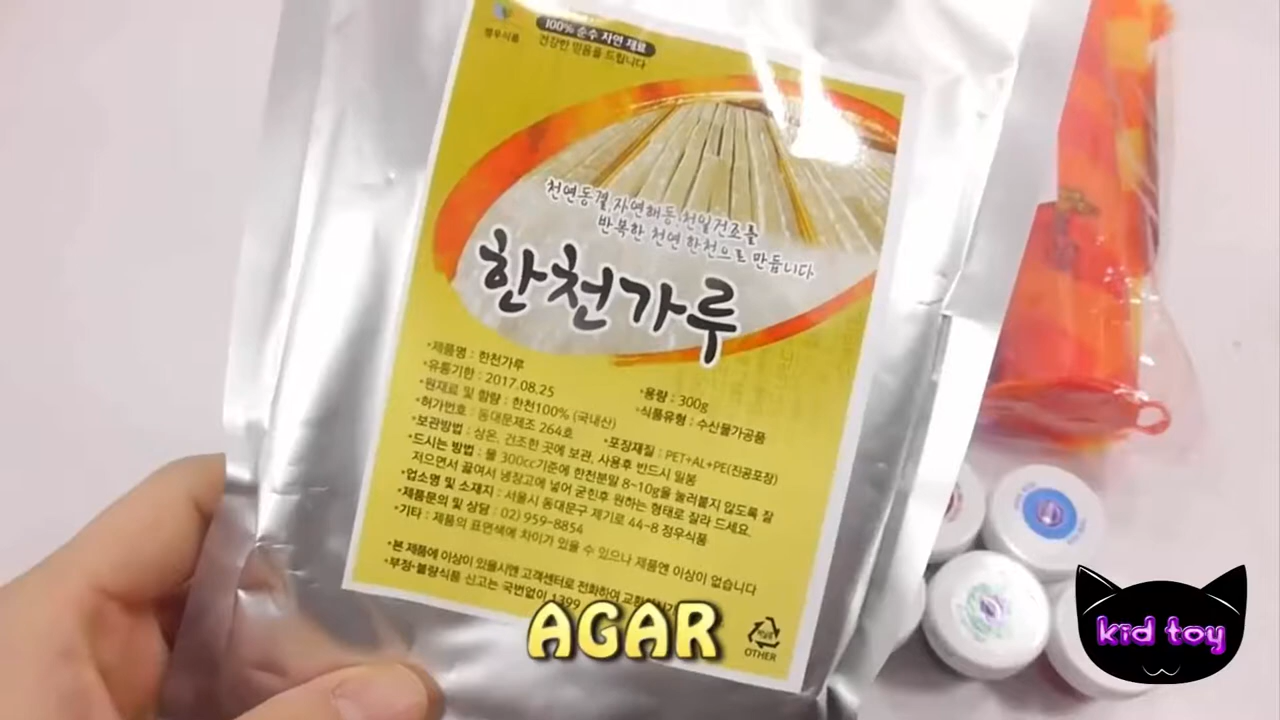 정우식품
100% 순수 자연 재료
건강한 믿음을 드립니다
천연동결, 자연해동, 천일건조를
반복한 천연 한천으로 만듭니다
한천가루
*제품명 : 한천가루
*유통기한 : 2017.08.25
*용량 : 300g
*원재료 및 함량 : 한천100% (국내산)
*식품유형 : 수산물가공품
*허가번호 : 동대문제조 264호
*포장재질 : PET+AL+PE(진공포장)
*보관방법 : 상온, 건조한 곳에 보관, 사용후 반드시 밀봉
*드시는 방법 : 물 300cc기준에 한천분말 8~10g을 눌러붙지 않도록 잘
저으면서 끓여서 냉장고에 넣어 굳힌후 원하는 형태로 잘라 드세요.
*업소명 및 소재지 : 서울시 동대문구 제기로 44-8 정우식품
*제품문의 및 상담 : 02) 959-8854
*기타 : 제품의 표면색에 차이가 있을 수 있으나 제품엔 이상이 없습니다
*본 제품에 이상이 있을시엔 고객센터로 전화하여
*부정·불량식품 신고는 국번없이 1399
AGAR
OTHER
kid toy